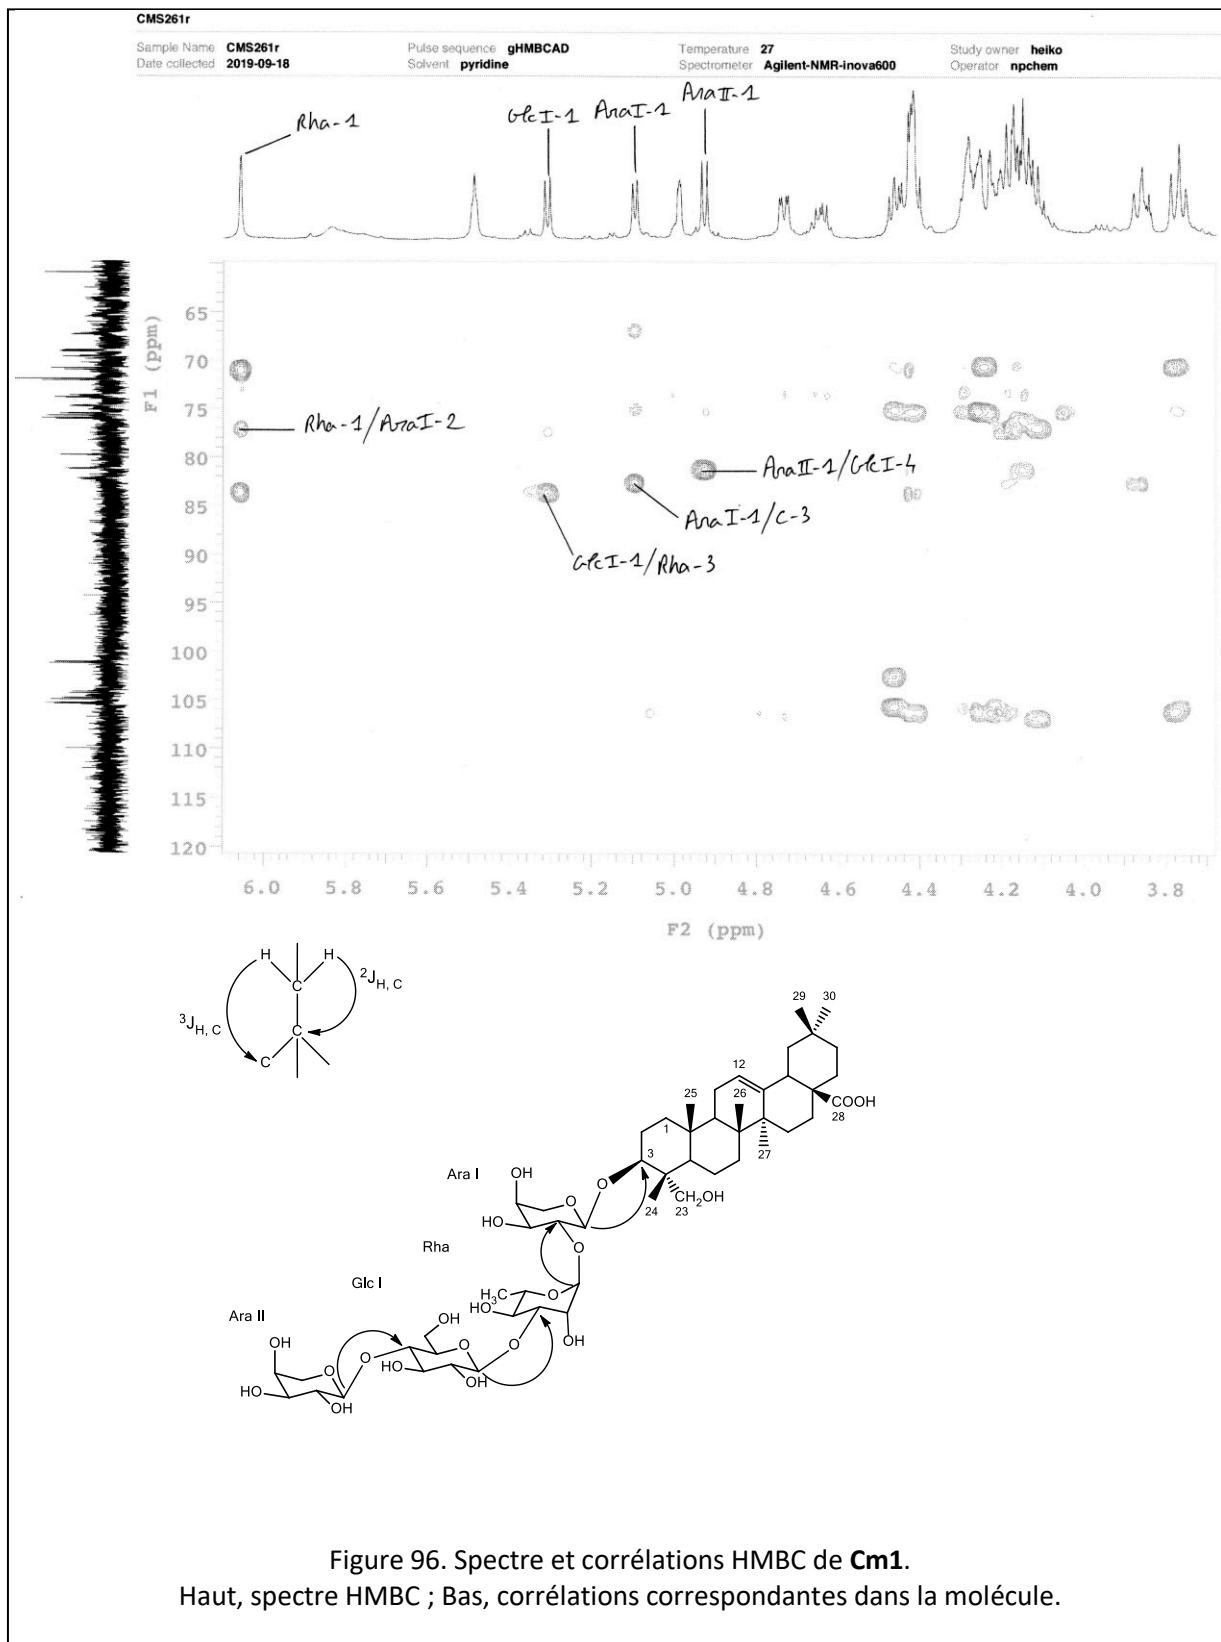 CMS261r
Sample Name CMS261r Pulse sequence gHMBCAD Temperature 27 Study owner heiko
Date collected 2019-09-18 Solvent pyridine Spectrometer Agilent-NMR-inova600 Operator npchem
Rha-1 GlcI-1 AraI-1 AraII-1
F1 (ppm)
65
70
75
80
85
90
95
100
105
110
115
120
Rha-1/AraI-2
AraII-1/GlcI-4
AraI-1/C-3
GlcI-1/Rha-3
6.0 5.8 5.6 5.4 5.2 5.0 4.8 4.6 4.4 4.2 4.0 3.8
F2 (ppm)
H H
C
C
C
2JH, C
3JH, C
29 30
12
25 26
COOH
28
1
3
27
24
CH2OH
23
Ara I
OH
O
O
HO
OH
O
Rha
H3C
O
HO
O
OH
Glc I
OH
O
HO
OH
O
Ara II
OH
O
HO
OH
Figure 96. Spectre et corrélations HMBC de Cm1.
Haut, spectre HMBC ; Bas, corrélations correspondantes dans la molécule.